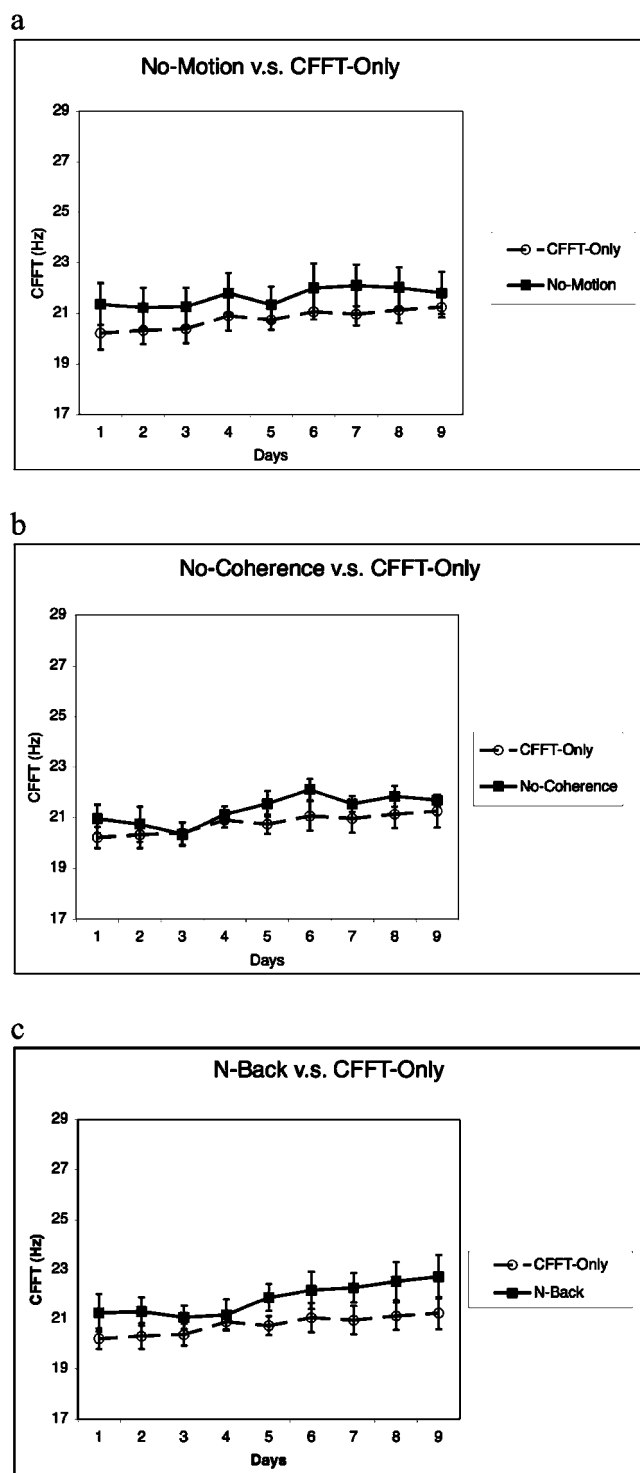 a
No-Motion v.s. CFFT-Only
29
27
25
23
21
19
17
CFFT (Hz)
1 2 3 4 5 6 7 8 9
Days
CFFT-Only
No-Motion
b
No-Coherence v.s. CFFT-Only
29
27
25
23
21
19
17
CFFT (Hz)
1 2 3 4 5 6 7 8 9
Days
CFFT-Only
No-Coherence
c
N-Back v.s. CFFT-Only
29
27
25
23
21
19
17
CFFT (Hz)
1 2 3 4 5 6 7 8 9
Days
CFFT-Only
N-Back